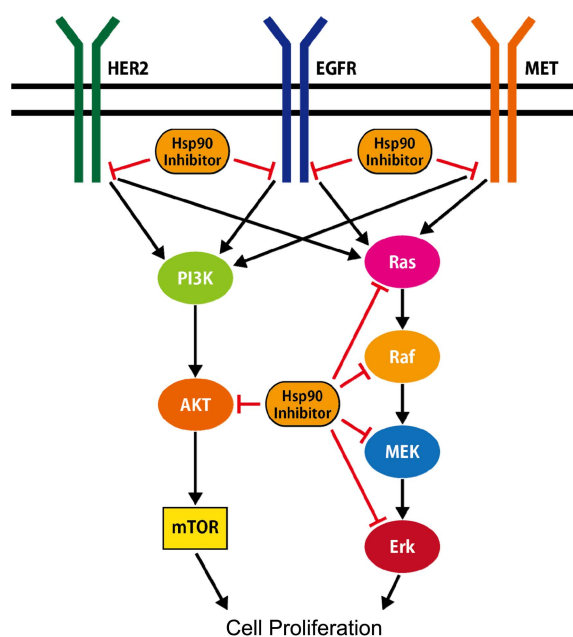 HER2
EGFR
MET
Hsp90
Inhibitor
Hsp90
Inhibitor
PI3K
Ras
Raf
AKT
Hsp90
Inhibitor
MEK
mTOR
Erk
Cell Proliferation